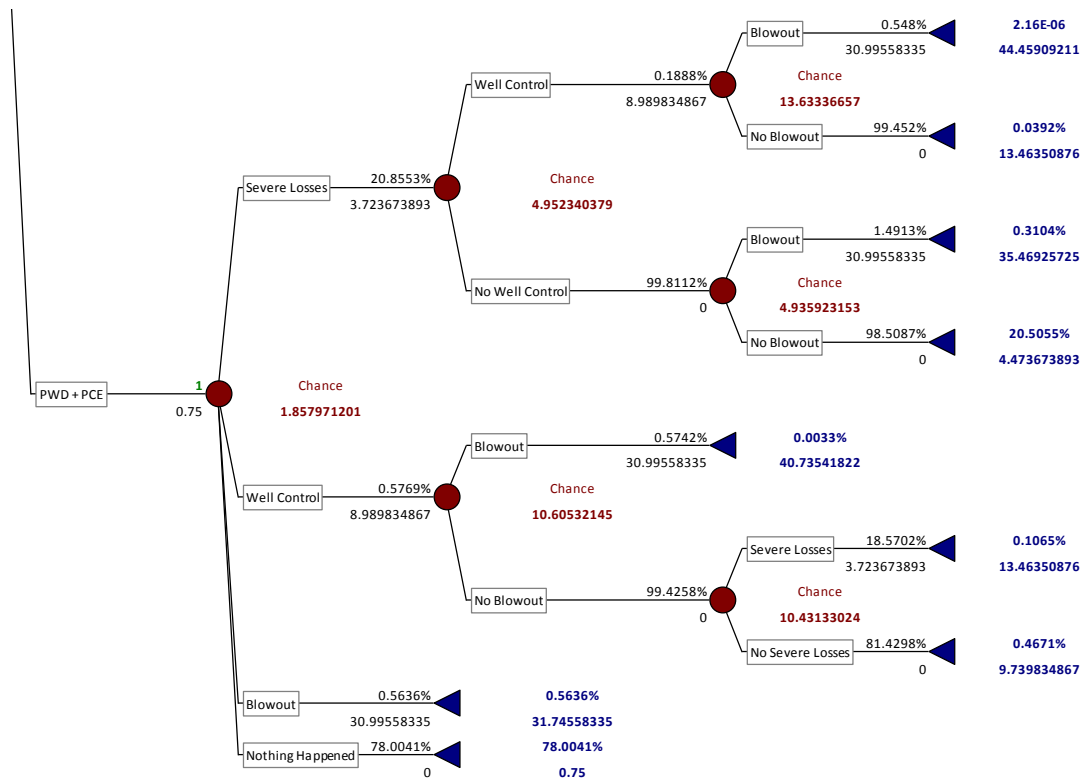 Blowout 0.548% 2.16E-06
30.99558335 44.45909211
Well Control 0.1888% Chance
8.989834867 13.63336657
No Blowout 99.452% 0.0392%
0 13.46350876
Severe Losses 20.8553% Chance
3.723673893 4.952340379
Blowout 1.4913% 0.3104%
30.99558335 35.46925725
No Well Control 99.8112% Chance
0 4.935923153
No Blowout 98.5087% 20.5055%
0 4.473673893
PWD + PCE 1 Chance
0.75 1.857971201
Blowout 0.5742% 0.0033%
30.99558335 40.73541822
Well Control 0.5769% Chance
8.989834867 10.60532145
Severe Losses 18.5702% 0.1065%
3.723673893 13.46350876
No Blowout 99.4258% Chance
0 10.43133024
No Severe Losses 81.4298% 0.4671%
0 9.739834867
Blowout 0.5636% 0.5636%
30.99558335 31.74558335
Nothing Happened 78.0041% 78.0041%
0 0.75